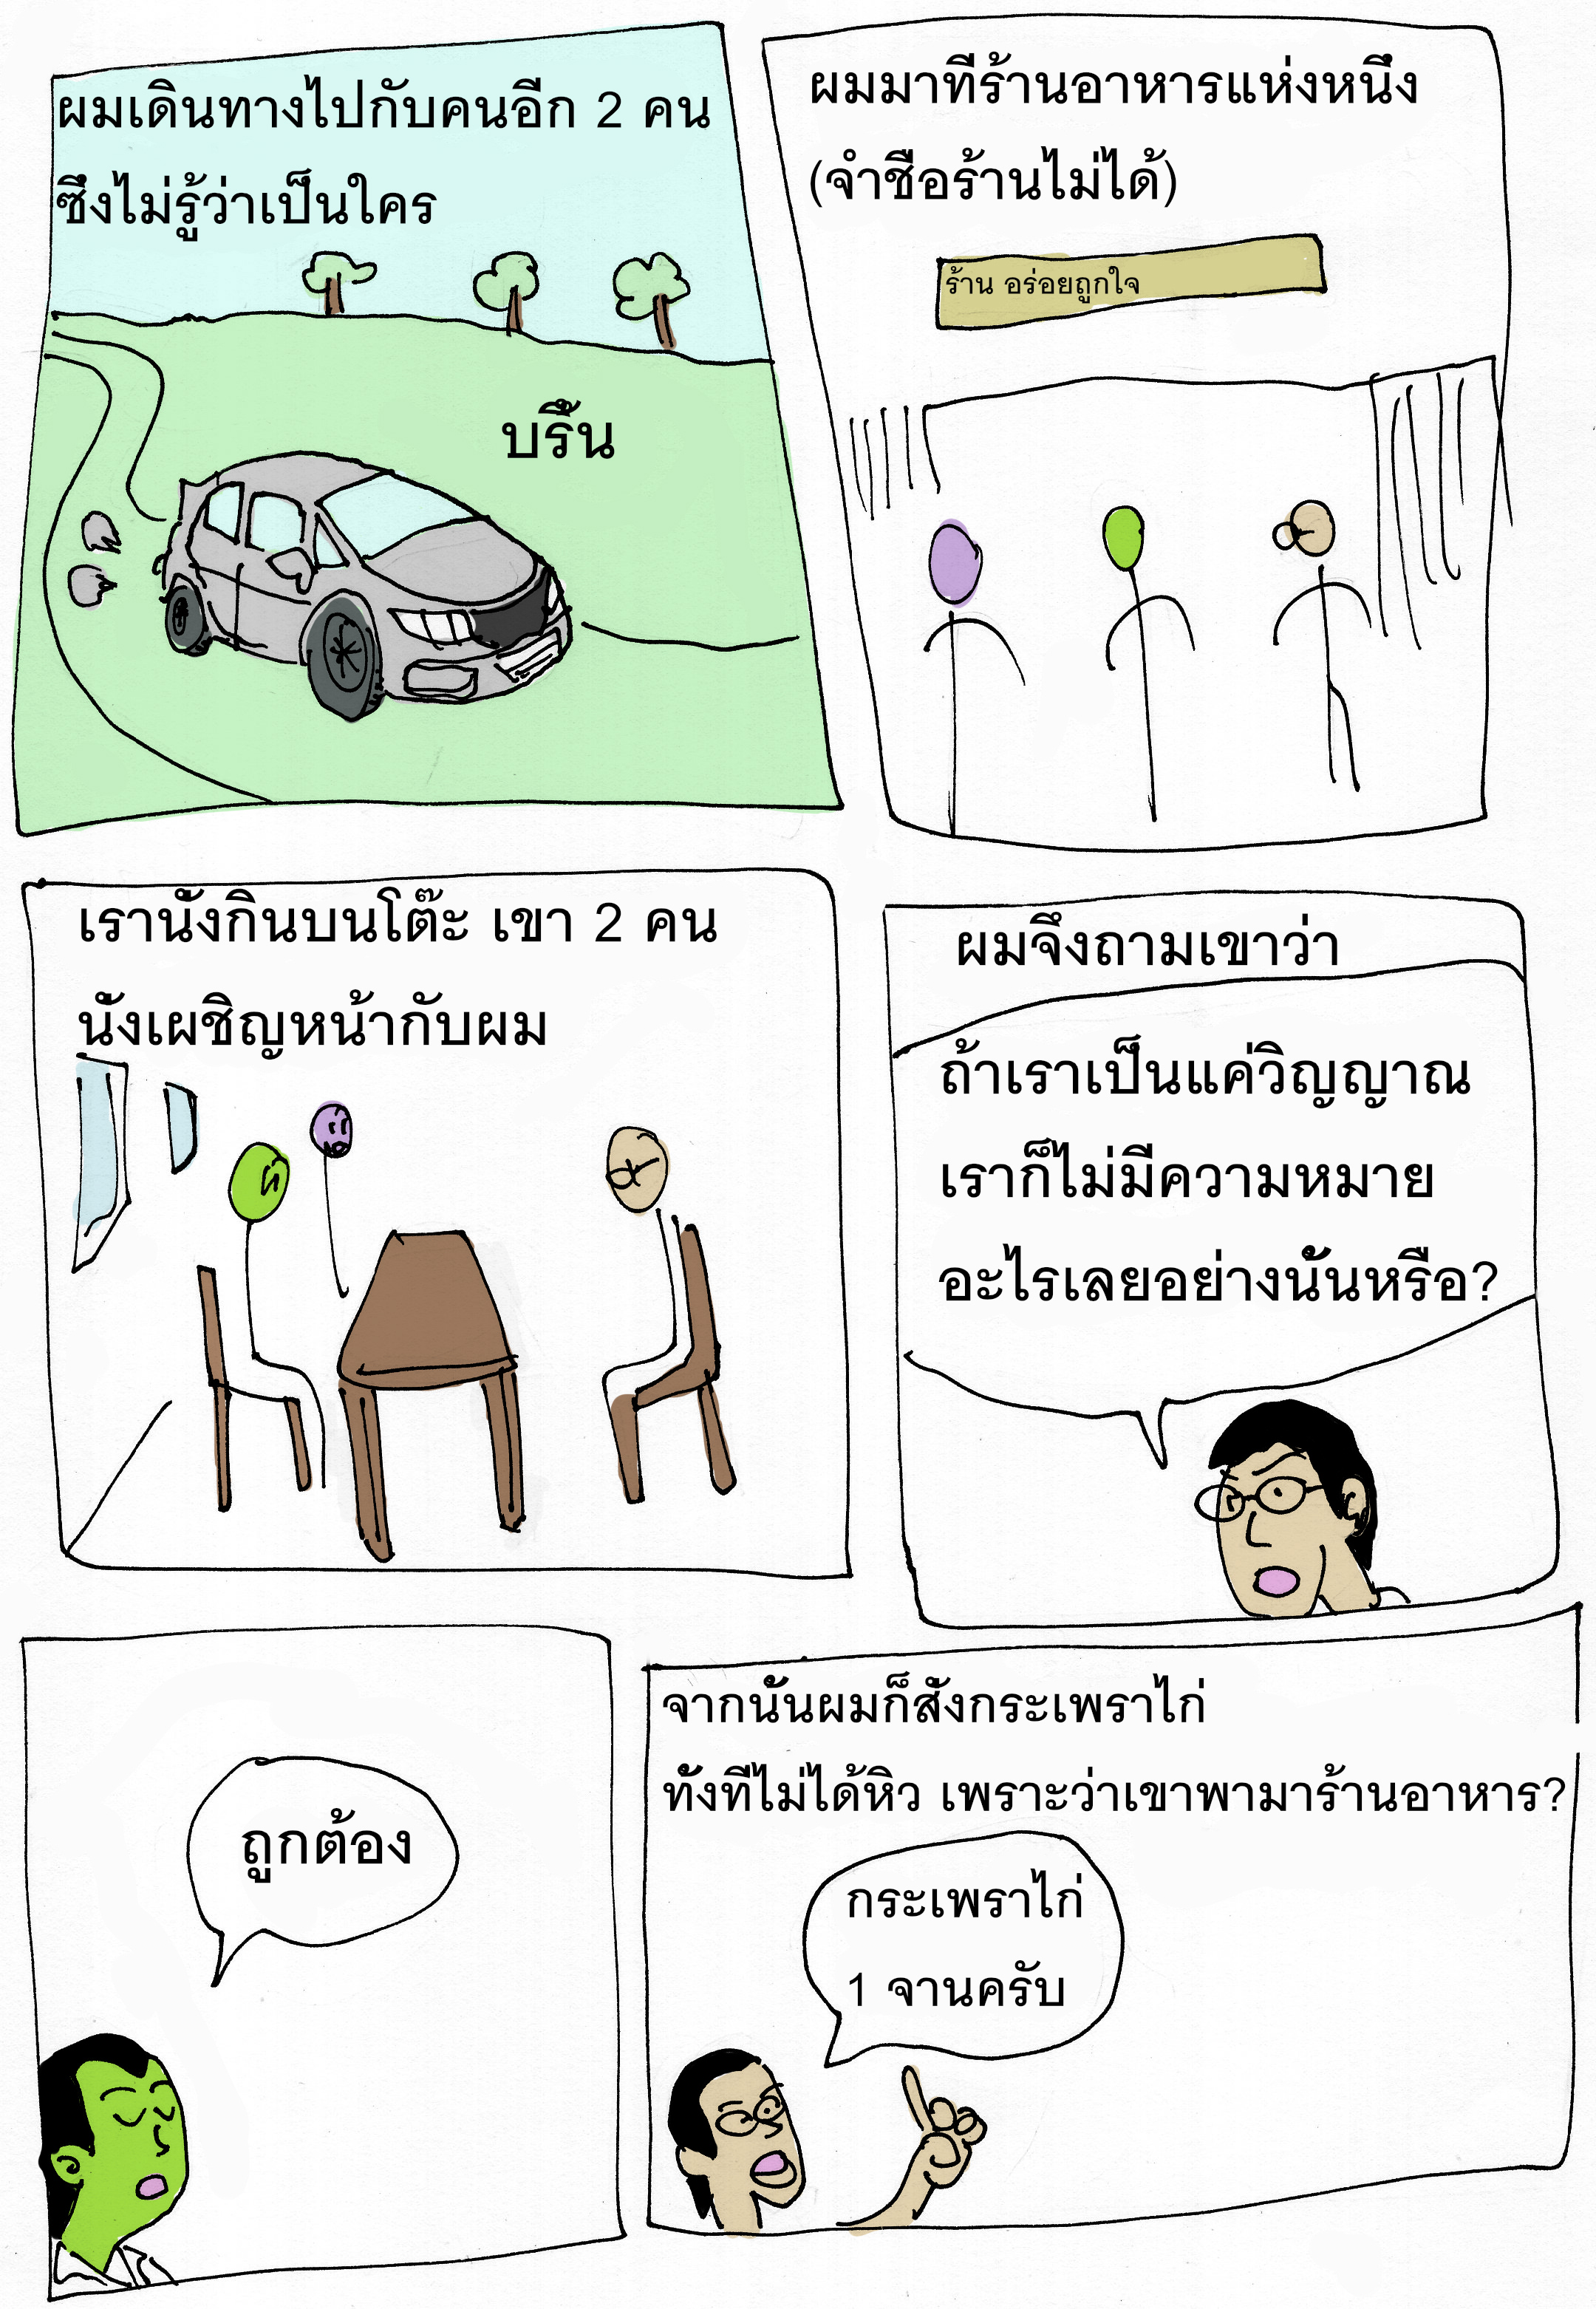 ผมเดินทางไปกับคนอีก 2 คน
ซึ่งไม่รู้ว่าเป็นใคร
บรื้น
ผมมาที่ร้านอาหารแห่งหนึ่ง
(จำชื่อร้านไม่ได้)
ร้าน อร่อยถูกใจ
เรานั่งกินบนโต๊ะ เขา 2 คน
นั่งเผชิญหน้ากับผม
ผมจึงถามเขาว่า
ถ้าเราเป็นแค่วิญญาณ
เราก็ไม่มีความหมาย
อะไรเลยอย่างนั้นหรือ?
ถูกต้อง
จากนั้นผมก็สั่งกระเพราไก่
ทั้งที่ไม่ได้หิว เพราะว่าเขาพามาร้านอาหาร?
กระเพราไก่
1 จานครับ